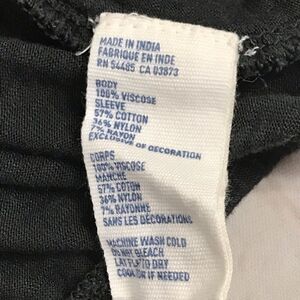 MADE IN INDIA
FABRIQUE EN INDE
RN 54485 CA 03873
BODY
100% VISCOSE
SLEEVE
57% COTTON
36% NYLON
7% RAYON
EXCLUSIVE OF DECORATION
CORPS
100% VISCOSE
MANCHE
57% COTON
36% NYLON
7% RAYONNE
SANS LES DÉCORATIONS
MACHINE WASH COLD
DO NOT BLEACH
LAY FLAT TO DRY
COOL IRON IF NEEDED